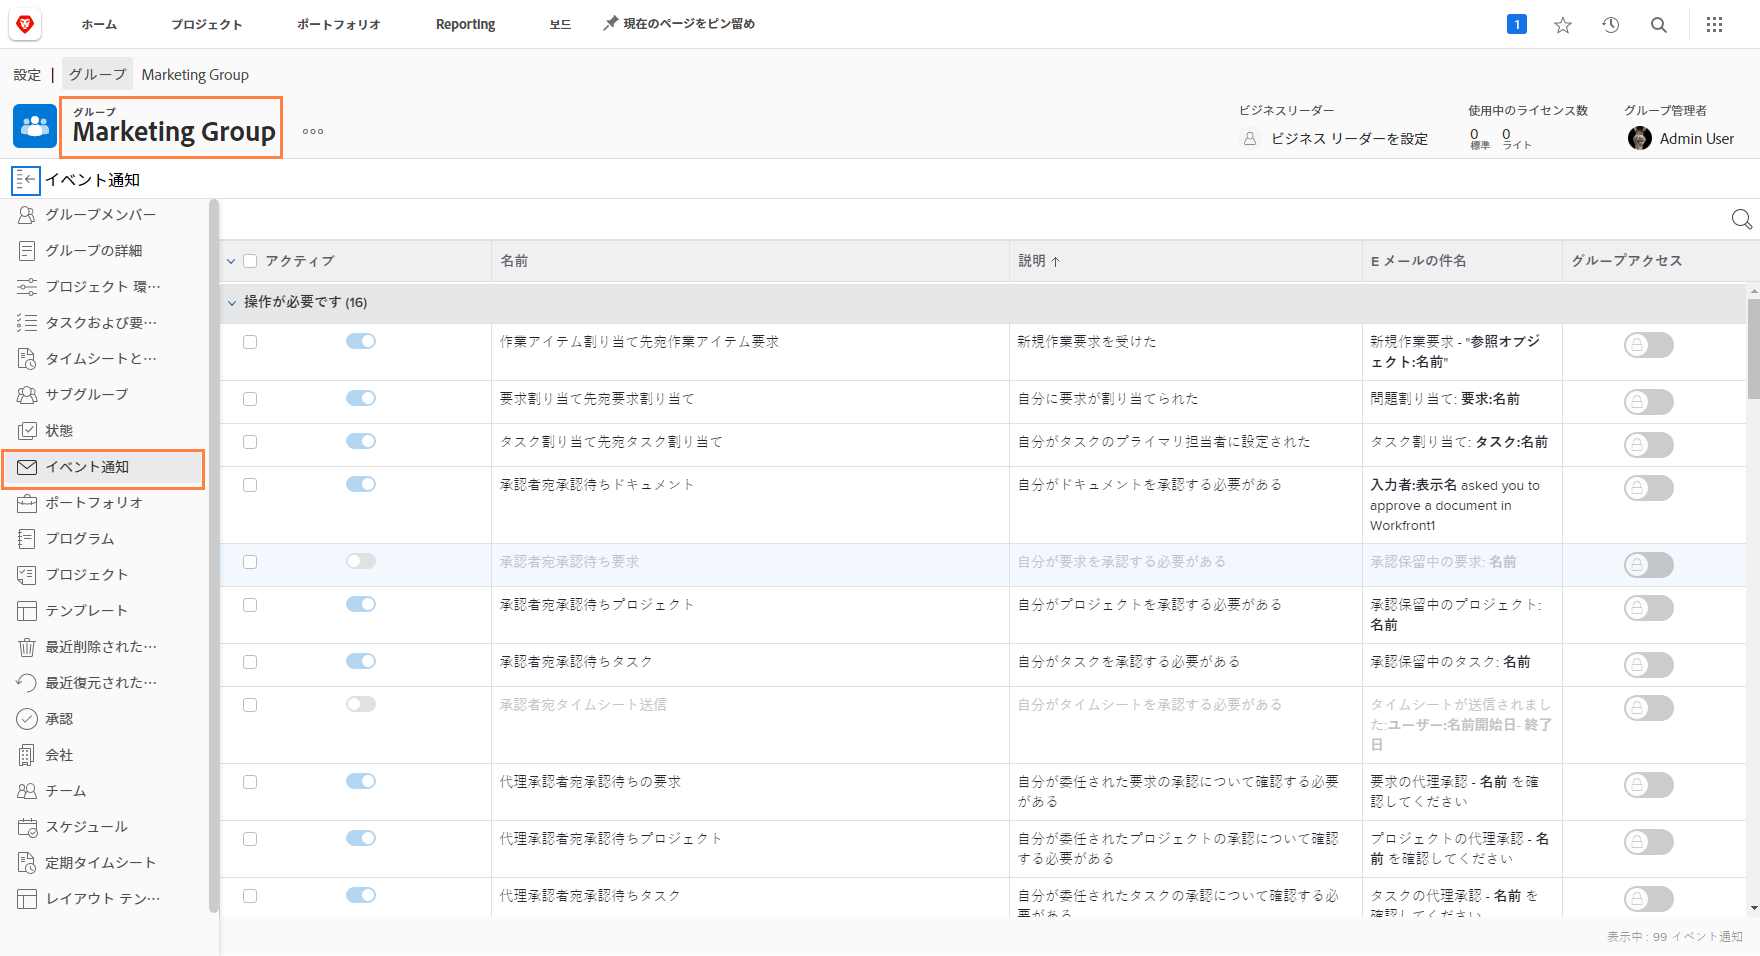 ホーム
プロジェクト
ポートフォリオ
Reporting
보드
現在のページをピン留め
1
設定
グループ
Marketing Group
グループ
Marketing Group
ビジネスリーダー
ビジネス リーダーを設定
使用中のライセンス数
0 0
標準 ライト
グループ管理者
Admin User
イベント通知
グループメンバー
グループの詳細
プロジェクト 環…
タスクおよび要…
タイムシートと…
サブグループ
状態
イベント通知
ポートフォリオ
プログラム
プロジェクト
テンプレート
最近削除された…
最近復元された…
承認
会社
チーム
スケジュール
定期タイムシート
レイアウト テン…
アクティブ 名前 説明 E メールの件名 グループアクセス
操作が必要です (16)
作業アイテム割り当て先宛作業アイテム要求
新規作業要求を受けた
新規作業要求 - "参照オブジ
ェクト:名前"
要求割り当て先宛要求割り当て
自分に要求が割り当てられた
問題割り当て: 要求:名前
タスク割り当て先宛タスク割り当て
自分がタスクのプライマリ担当者に設定された
タスク割り当て: タスク:名前
承認者宛承認待ちドキュメント
自分がドキュメントを承認する必要がある
入力者:表示名 asked you to
approve a document in
Workfront1
承認者宛承認待ち要求
自分が要求を承認する必要がある
承認保留中の要求: 名前
承認者宛承認待ちプロジェクト
自分がプロジェクトを承認する必要がある
承認保留中のプロジェクト:
名前
承認者宛承認待ちタスク
自分がタスクを承認する必要がある
承認保留中のタスク: 名前
承認者宛タイムシート送信
自分がタイムシートを承認する必要がある
タイムシートが送信されまし
た:ユーザー:名前開始日- 終了
日
代理承認者宛承認待ちの要求
自分が委任された要求の承認について確認する必要
がある
要求の代理承認 - 名前 を確
認してください
代理承認者宛承認待ちプロジェクト
自分が委任されたプロジェクトの承認について確認
する必要がある
プロジェクトの代理承認 - 名
前 を確認してください
代理承認者宛承認待ちタスク
自分が委任されたタスクの承認について確認する必
要がある
タスクの代理承認 - 名前 を
確認してください
表示中 : 99 イベント通知